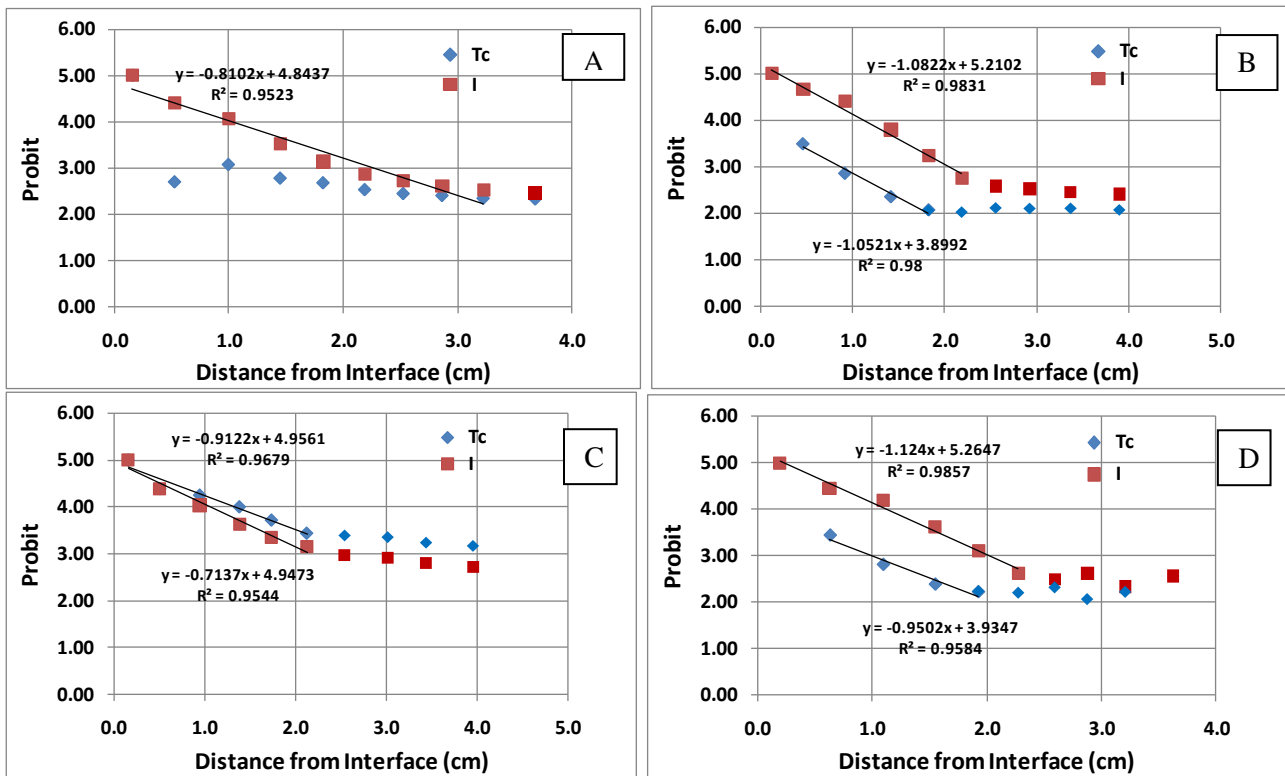 6.00
5.00
4.00
3.00
2.00
1.00
0.00
0.0
1.0
2.0
3.0
4.0
Probit
Distance from Interface (cm)
y = -0.8102x + 4.8437
R² = 0.9523
Tc
I
A
6.00
5.00
4.00
3.00
2.00
1.00
0.00
0.0
1.0
2.0
3.0
4.0
5.0
Probit
Distance from Interface (cm)
y = -1.0822x + 5.2102
R² = 0.9831
y = -1.0521x + 3.8992
R² = 0.98
Tc
I
B
6.00
5.00
4.00
3.00
2.00
1.00
0.00
0.0
1.0
2.0
3.0
4.0
5.0
Probit
Distance from Interface (cm)
y = -0.9122x + 4.9561
R² = 0.9679
y = -0.7137x + 4.9473
R² = 0.9544
Tc
I
C
6.00
5.00
4.00
3.00
2.00
1.00
0.00
0.0
1.0
2.0
3.0
4.0
Probit
Distance from Interface (cm)
y = -1.124x + 5.2647
R² = 0.9857
y = -0.9502x + 3.9347
R² = 0.9584
Tc
I
D